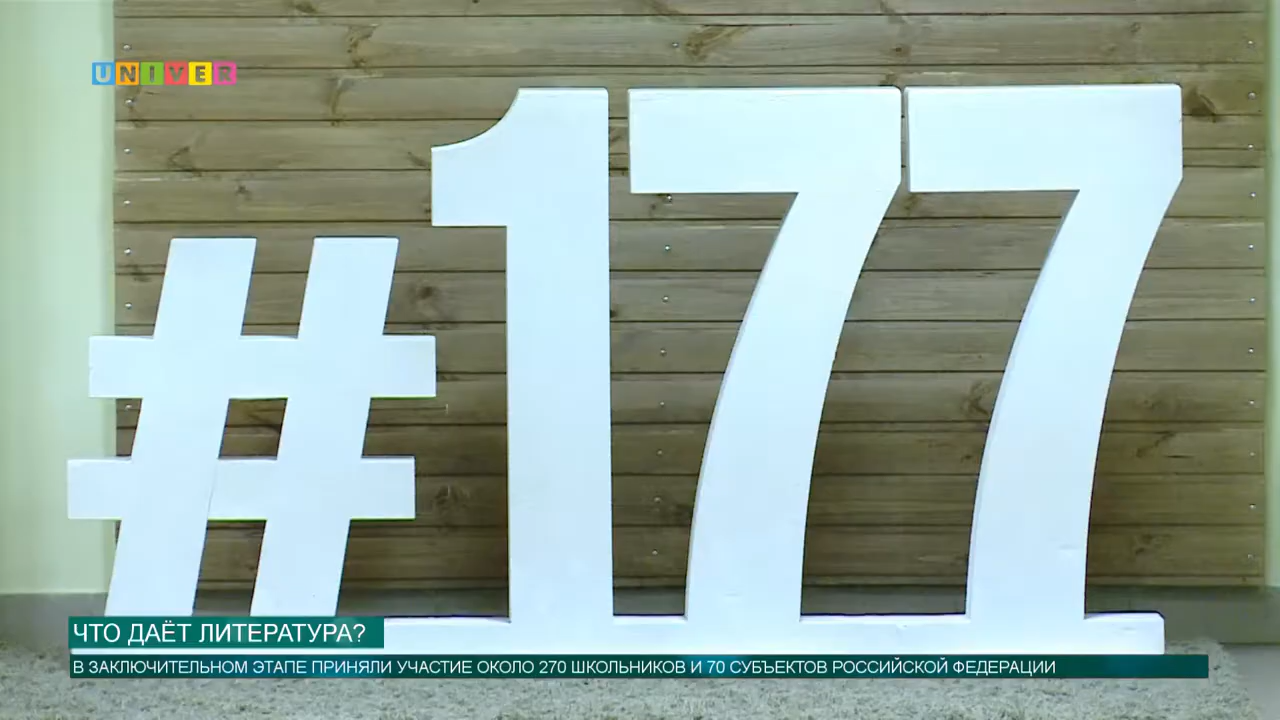 UNIVER
#177
ЧТО ДАЁТ ЛИТЕРАТУРА?
В ЗАКЛЮЧИТЕЛЬНОМ ЭТАПЕ ПРИНЯЛИ УЧАСТИЕ ОКОЛО 270 ШКОЛЬНИКОВ И 70 СУБЪЕКТОВ РОССИЙСКОЙ ФЕДЕРАЦИИ